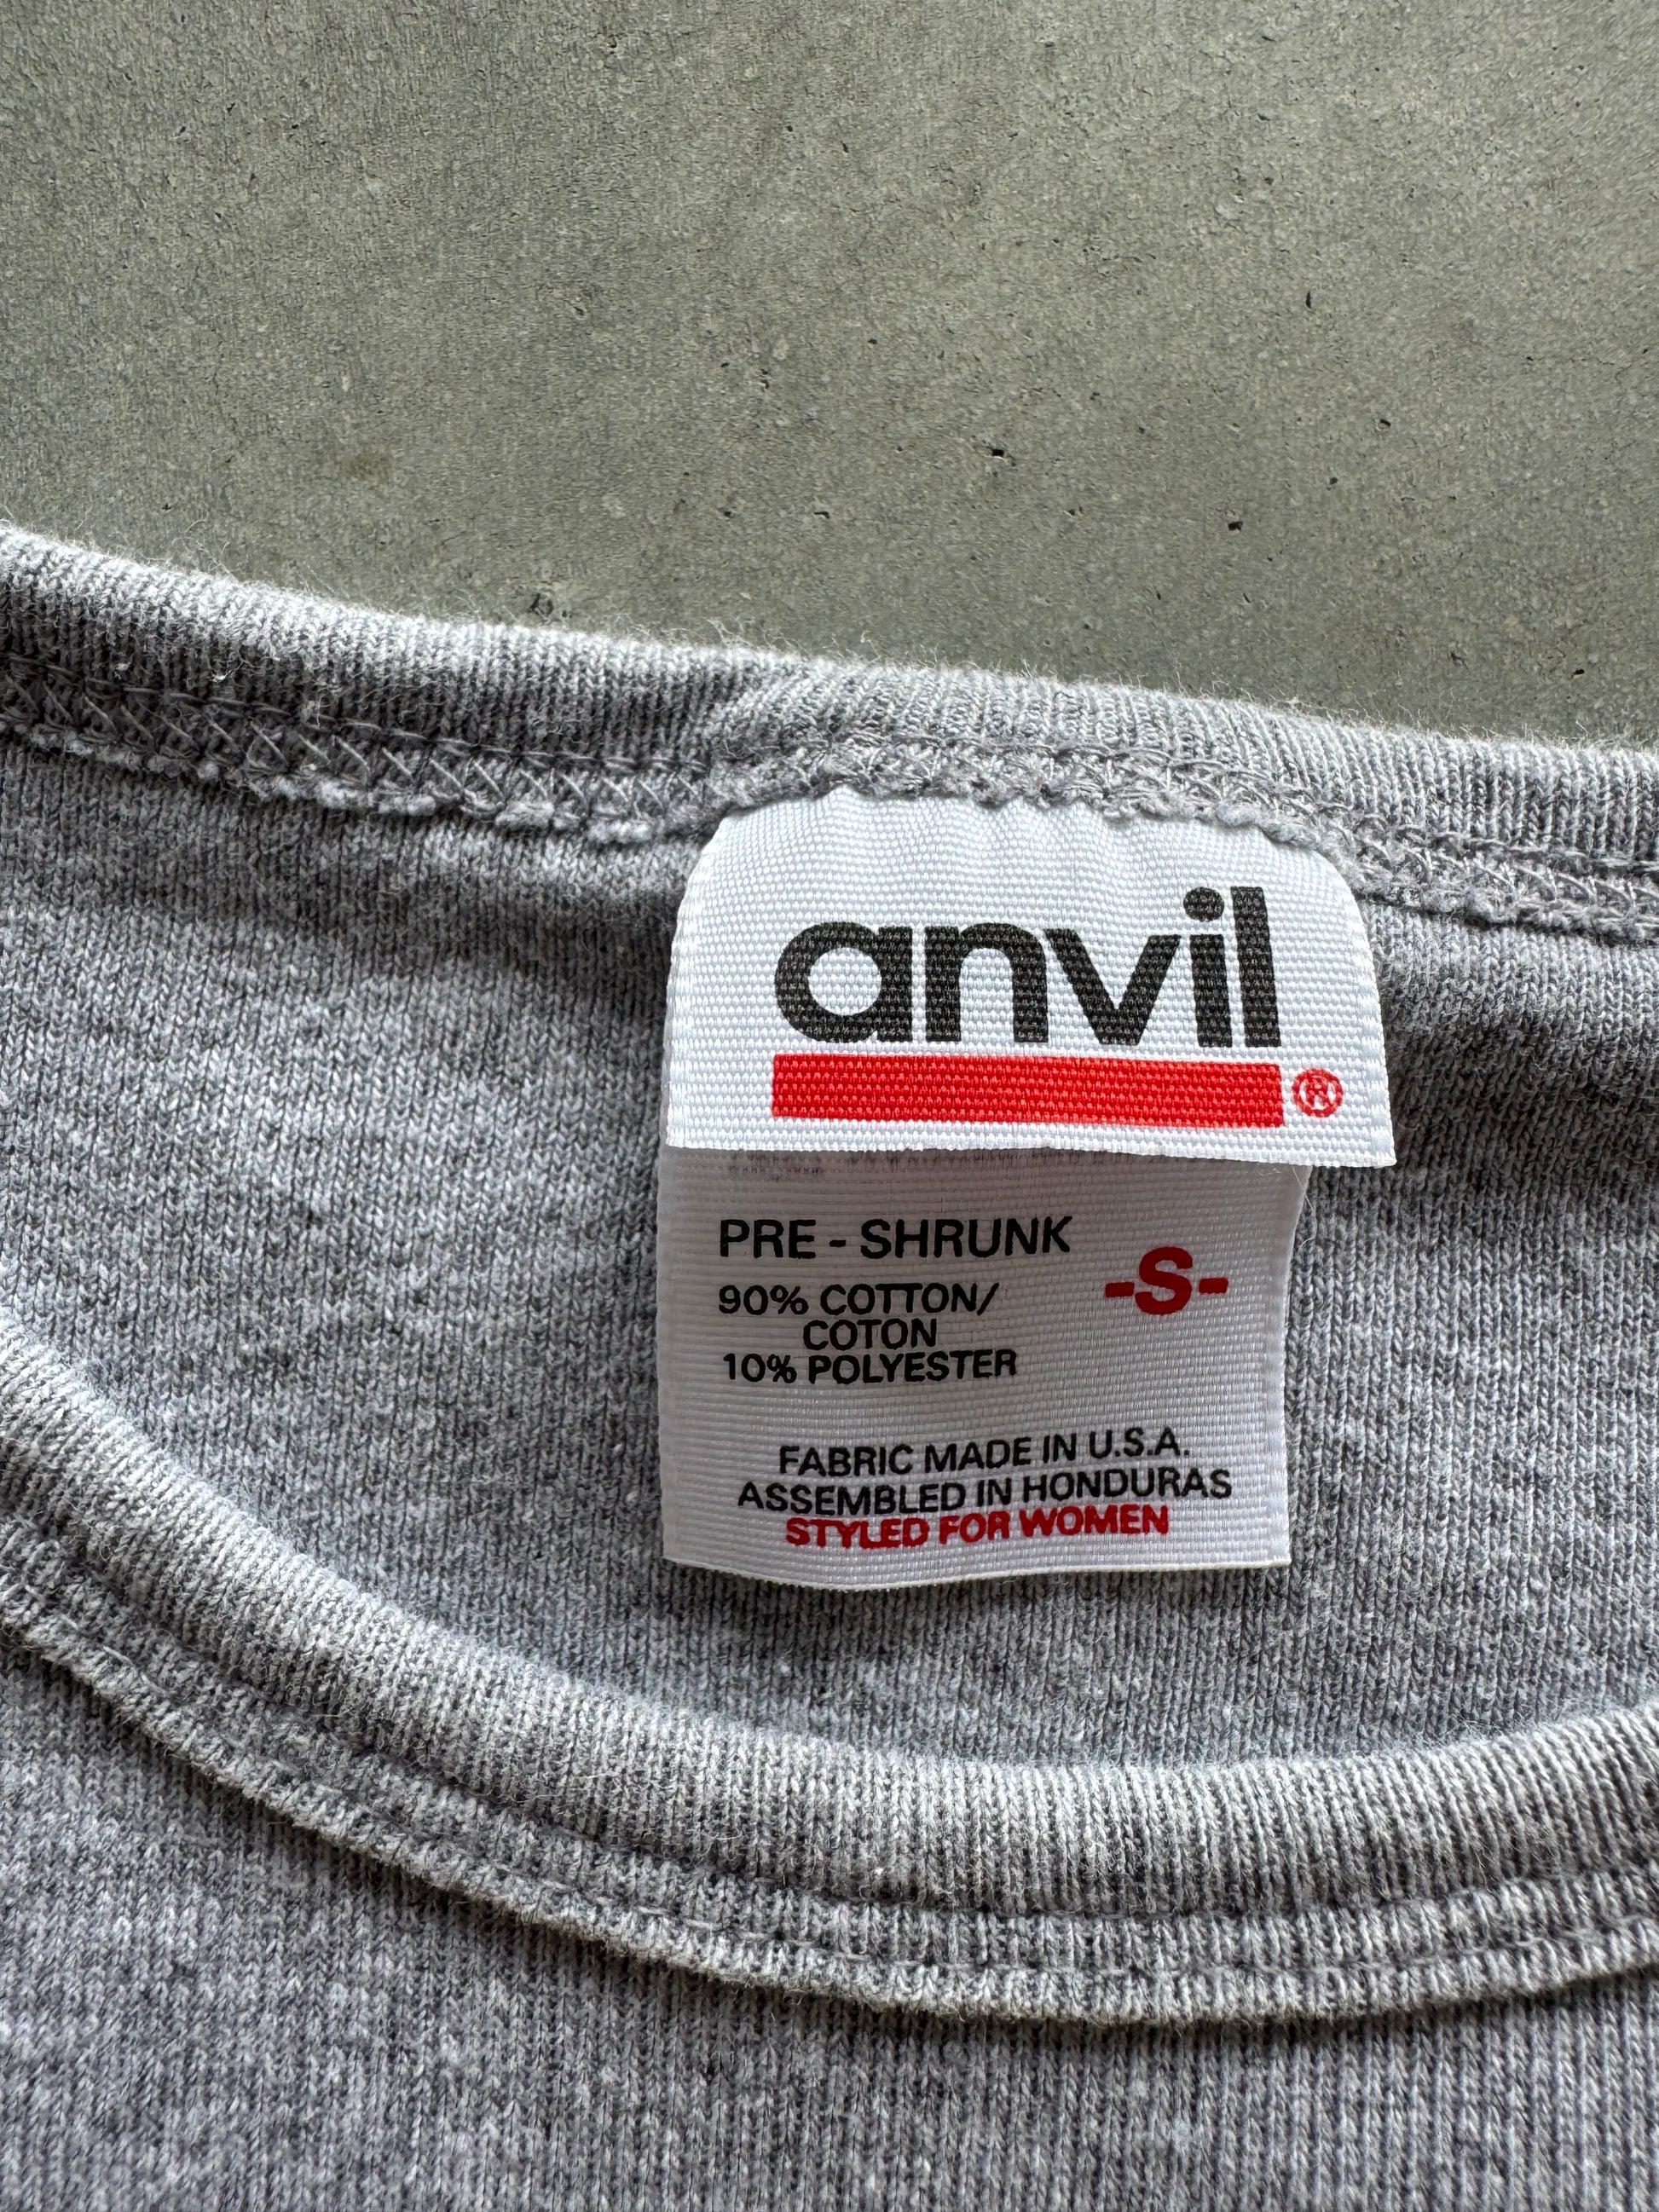 anvil®
PRE - SHRUNK
-S-
90% COTTON/
COTON
10% POLYESTER
FABRIC MADE IN U.S.A.
ASSEMBLED IN HONDURAS
STYLED FOR WOMEN